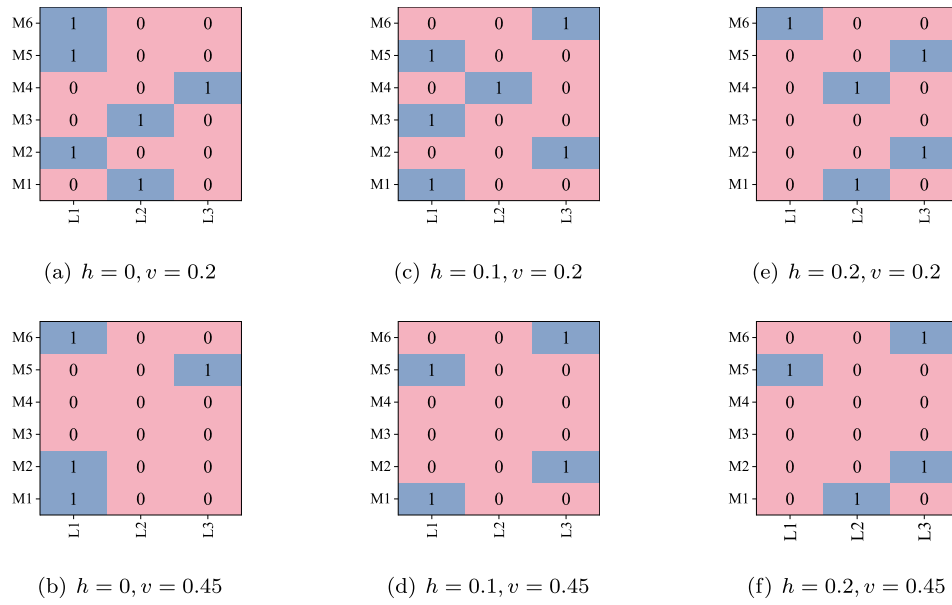 M6 1 0 0
M5 1 0 0
M4 0 0 1
M3 0 1 0
M2 1 0 0
M1 0 1 0
L1 L2 L3
(a) h = 0, v = 0.2
M6 0 0 1
M5 1 0 0
M4 0 1 0
M3 1 0 0
M2 0 0 1
M1 1 0 0
L1 L2 L3
(c) h = 0.1, v = 0.2
M6 1 0 0
M5 0 0 1
M4 0 1 0
M3 0 0 0
M2 0 0 1
M1 0 1 0
L1 L2 L3
(e) h = 0.2, v = 0.2
M6 1 0 0
M5 0 0 1
M4 0 0 0
M3 0 0 0
M2 1 0 0
M1 1 0 0
L1 L2 L3
(b) h = 0, v = 0.45
M6 0 0 1
M5 1 0 0
M4 0 0 0
M3 0 0 0
M2 0 0 1
M1 1 0 0
L1 L2 L3
(d) h = 0.1, v = 0.45
M6 0 0 1
M5 1 0 0
M4 0 0 0
M3 0 0 0
M2 0 0 1
M1 0 1 0
L1 L2 L3
(f) h = 0.2, v = 0.45